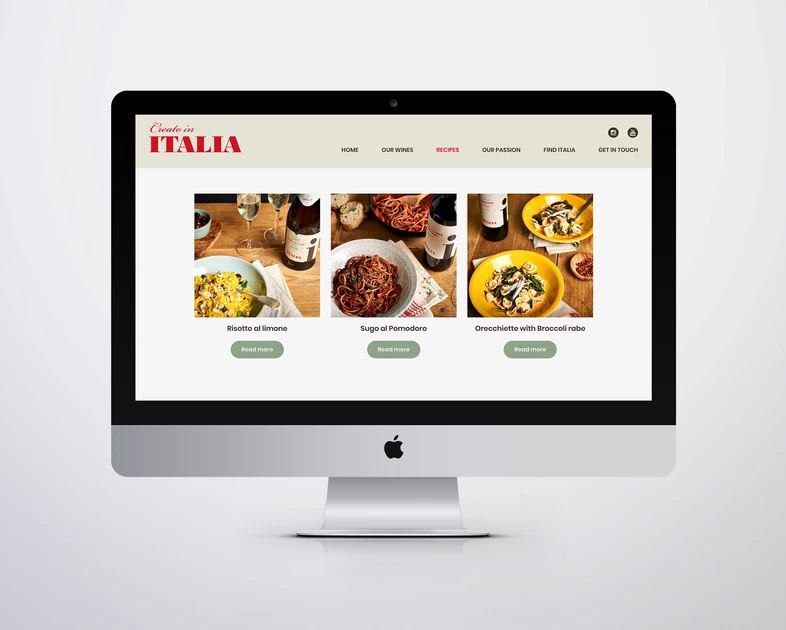 Creato in
ITALIA
HOME OUR WINES RECIPES OUR PASSION FIND ITALIA GET IN TOUCH
Risotto al limone
Sugo al Pomodoro
Orecchiette with Broccoli rabe
Read more
Read more
Read more